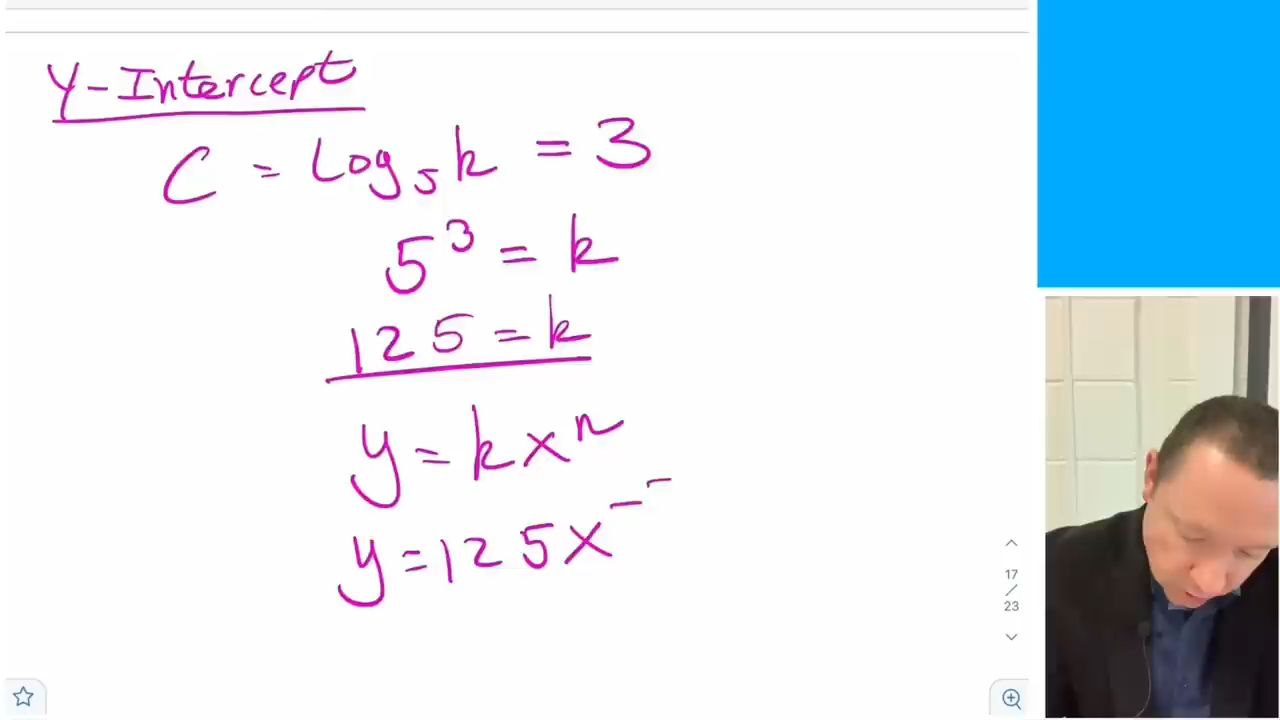 Y-Intercept
C = log₅k = 3
5³ = k
125 = k
y = kxⁿ
y = 125x⁻
17
/
23